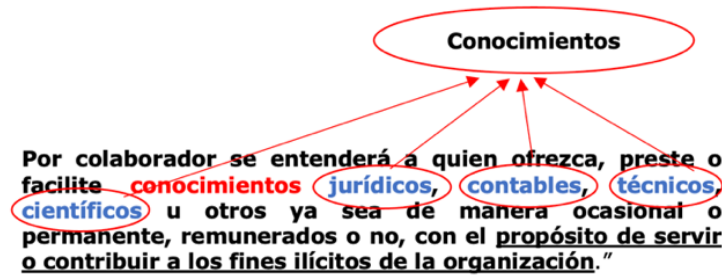 Conocimientos
Por colaborador se entenderá a quien ofrezca, preste o
facilite conocimientos jurídicos, contables, técnicos,
científicos u otros ya sea de manera ocasional o
permanente, remunerados o no, con el propósito de servir
o contribuir a los fines ilícitos de la organización.”